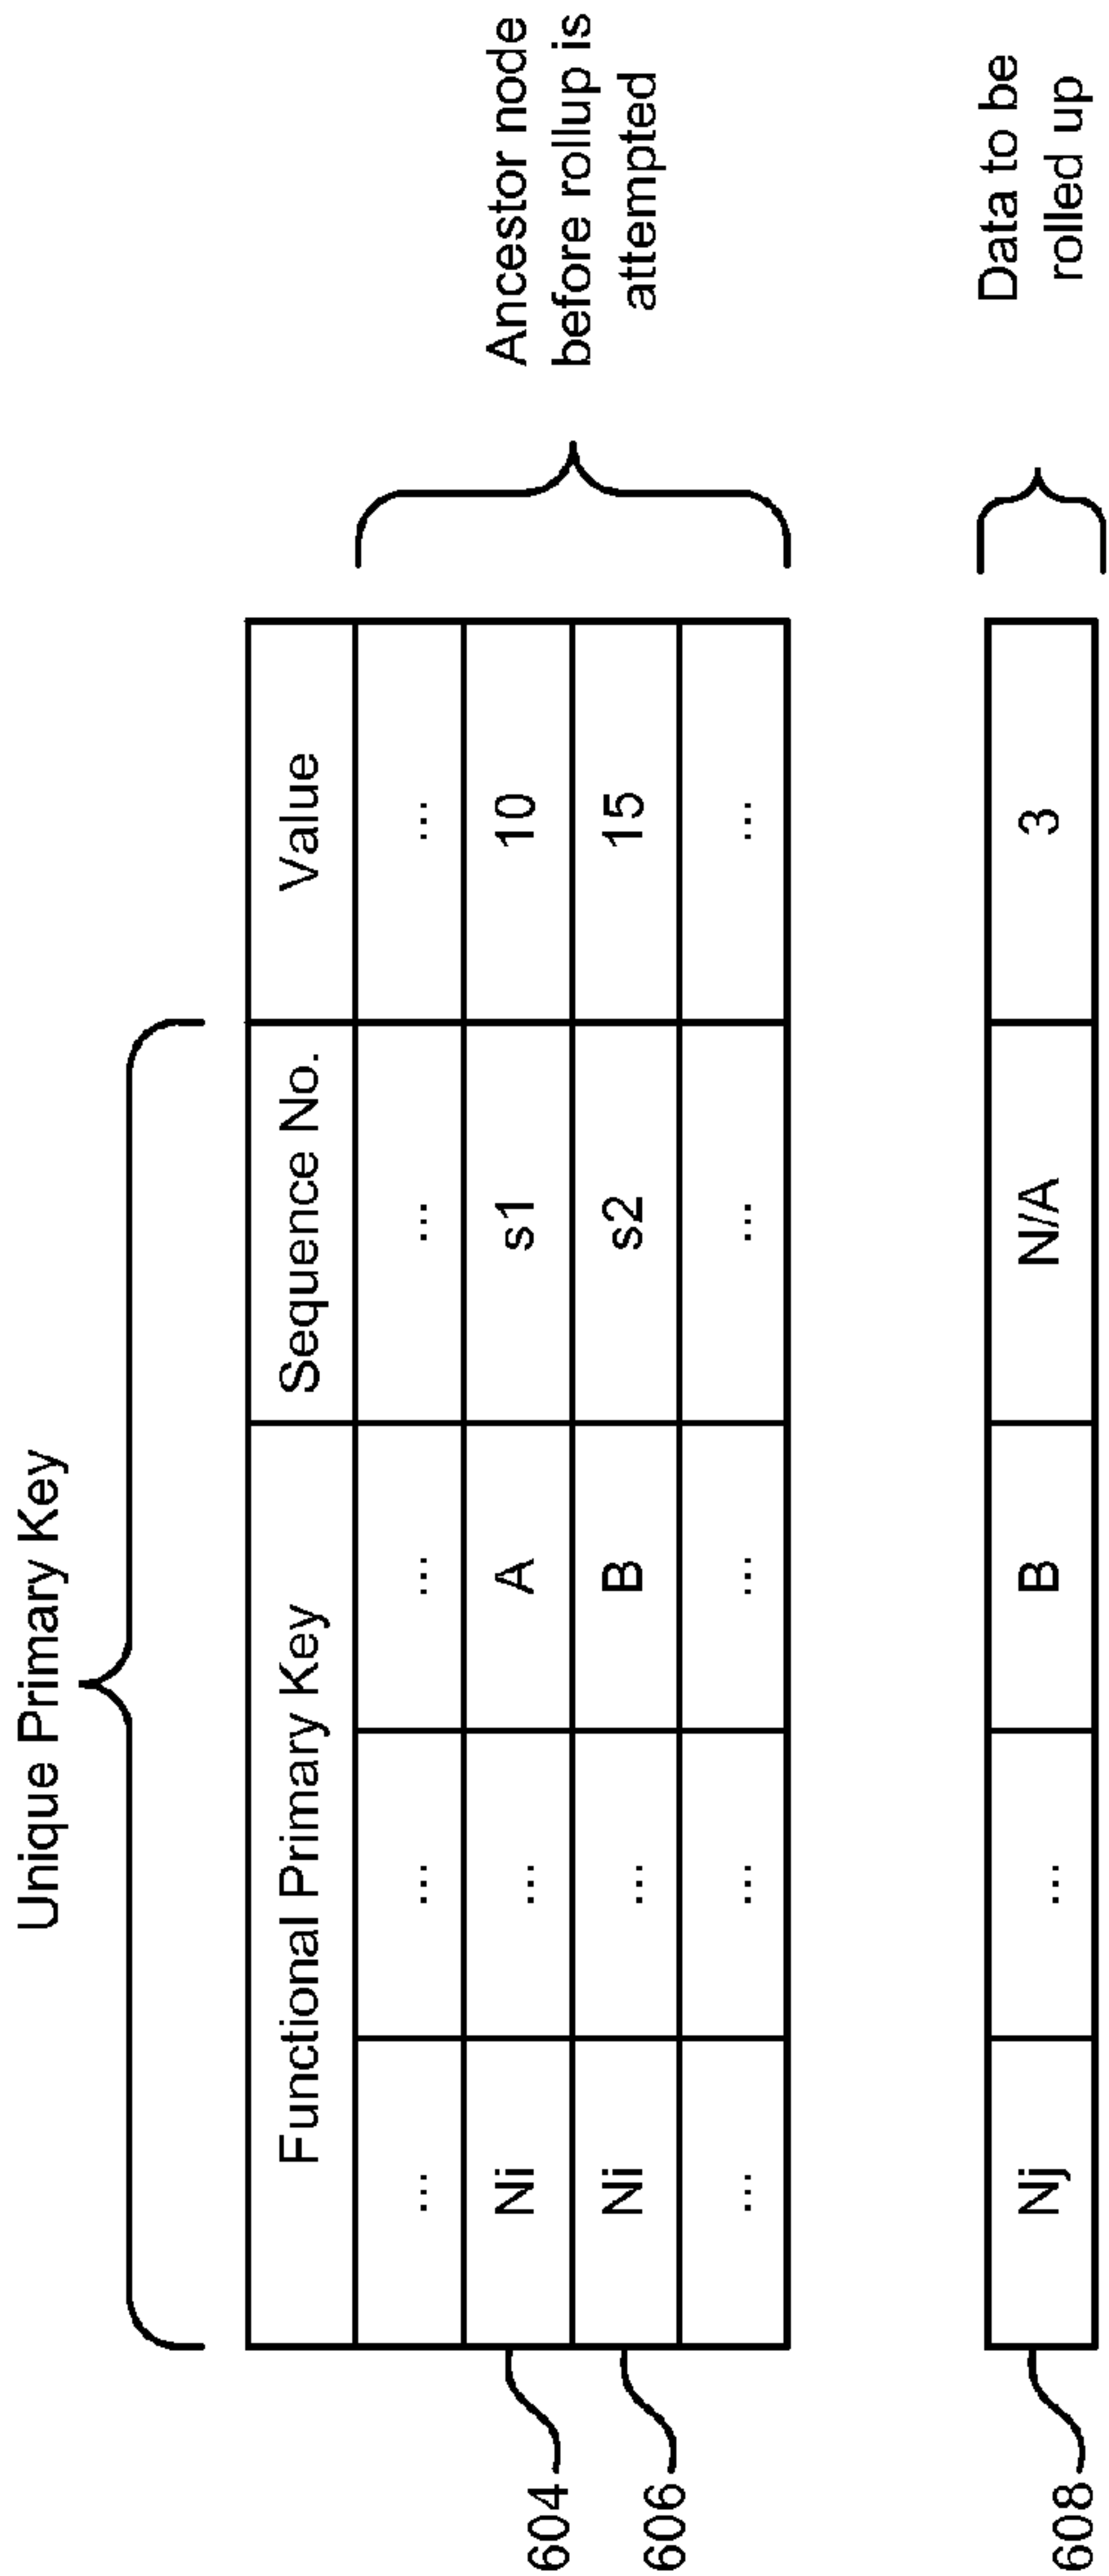 Unique Primary Key
Functional Primary Key Sequence No. Value
... ... ... ... ...
604 Ni ... A s1 10
606 Ni ... B s2 15
... ... ... ... ...
Ancestor node
before rollup is
attempted
608 Nj ... B N/A 3
Data to be
rolled up